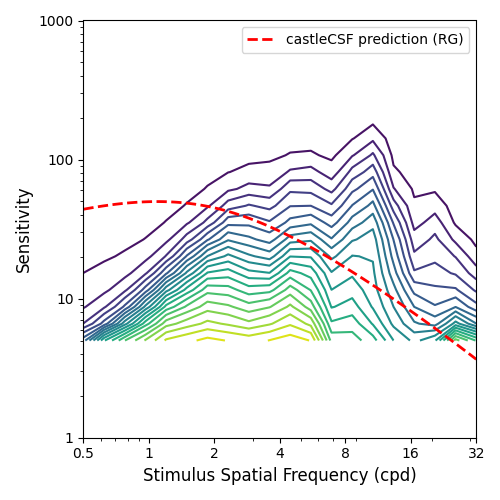 1000
castleCSF prediction (RG)
100
Sensitivity
10
1
0.5 1 2 4 8 16 32
Stimulus Spatial Frequency (cpd)